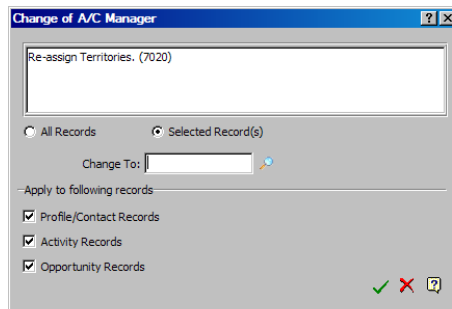 Change of A/C Manager
Re-assign Territories. (7020)
All Records Selected Record(s)
Change To:
Apply to following records
Profile/Contact Records
Activity Records
Opportunity Records